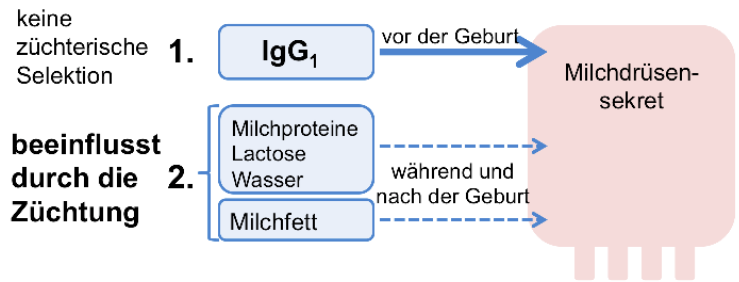 keine
züchterische
Selektion
1.
IgG₁
vor der Geburt
Milchdrüsen-
sekret
beeinflusst
durch die
Züchtung
2.
Milchproteine
Lactose
Wasser
Milchfett
während und
nach der Geburt